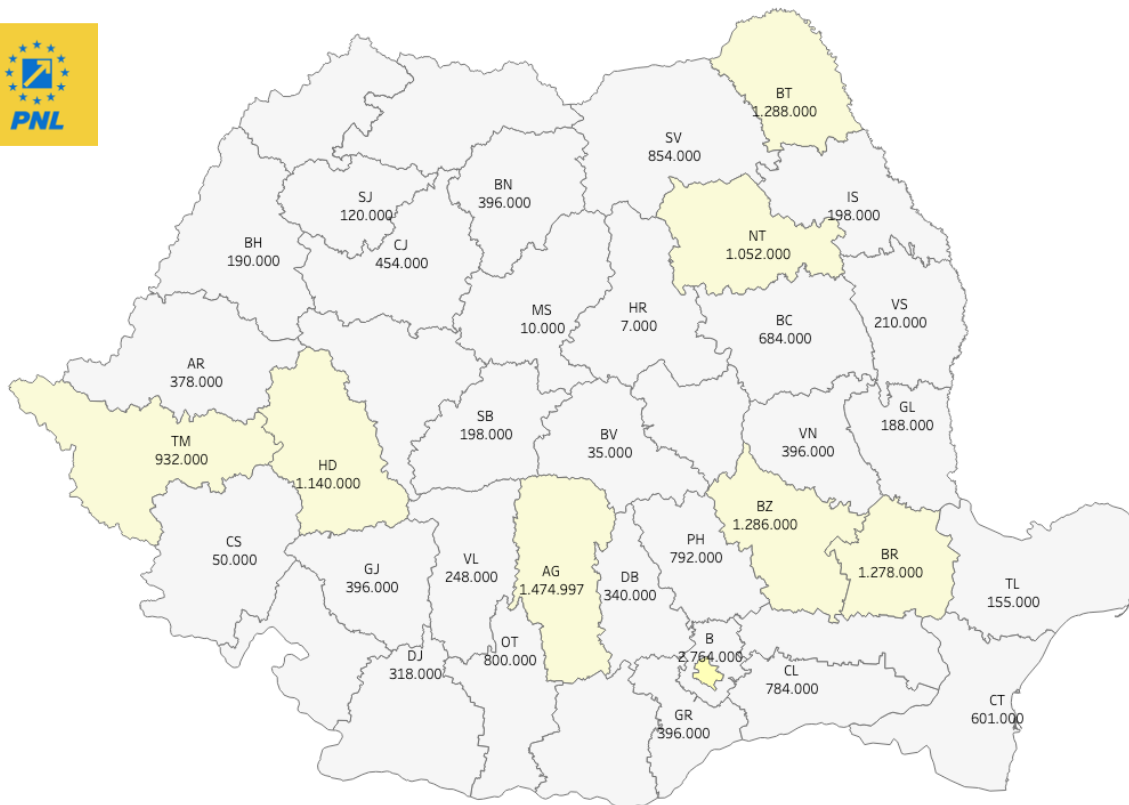 PNL
BT
1.288.000
SV
854.000
BN
396.000
SJ
120.000
IS
198.000
NT
1.052.000
BH
190.000
CJ
454.000
MS
10.000
HR
7.000
VS
210.000
BC
684.000
AR
378.000
GL
188.000
SB
198.000
BV
35.000
VN
396.000
TM
932.000
HD
1.140.000
BZ
1.286.000
CS
50.000
PH
792.000
BR
1.278.000
GJ
396.000
VL
248.000
AG
1.474.997
DB
340.000
TL
155.000
B
2.764.000
OT
800.000
DJ
318.000
CL
784.000
CT
601.000
GR
396.000